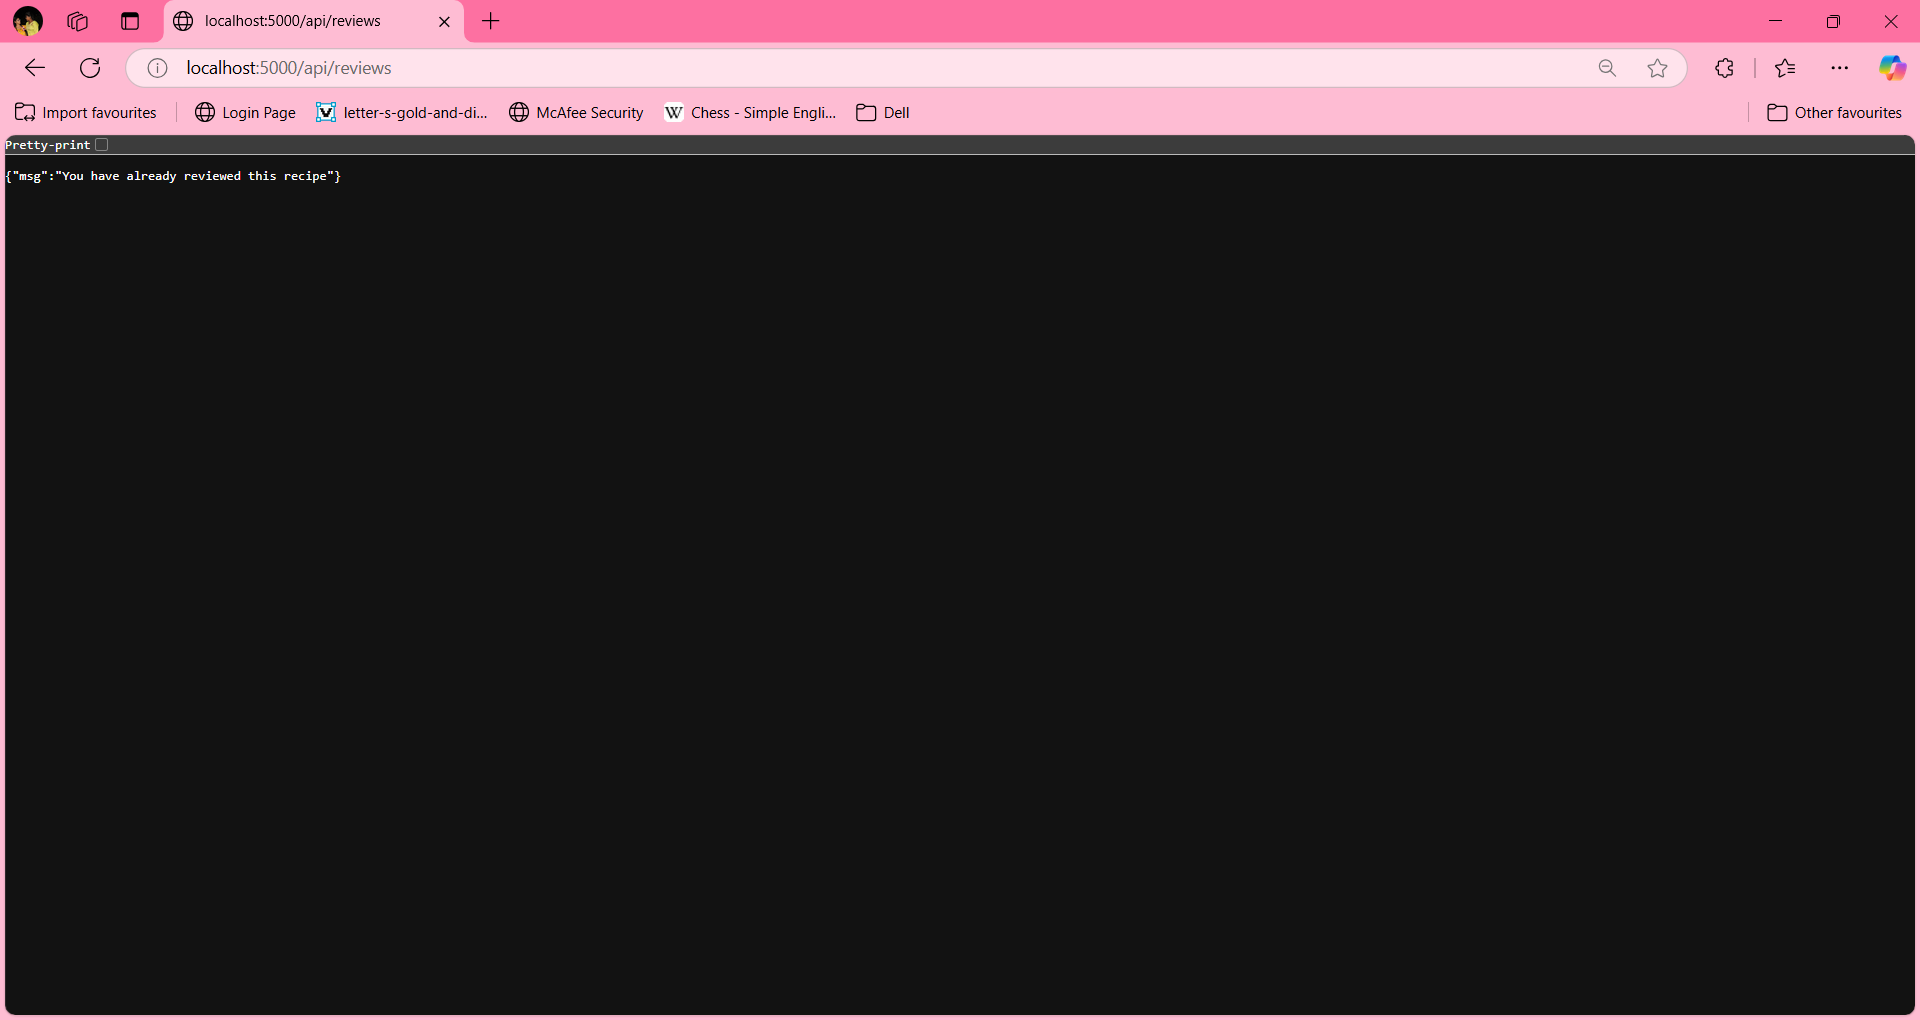 localhost:5000/api/reviews
localhost:5000/api/reviews
Import favourites
Login Page
letter-s-gold-and-di...
McAfee Security
W Chess - Simple Engli...
Dell
Other favourites
Pretty-print
{"msg":"You have already reviewed this recipe"}